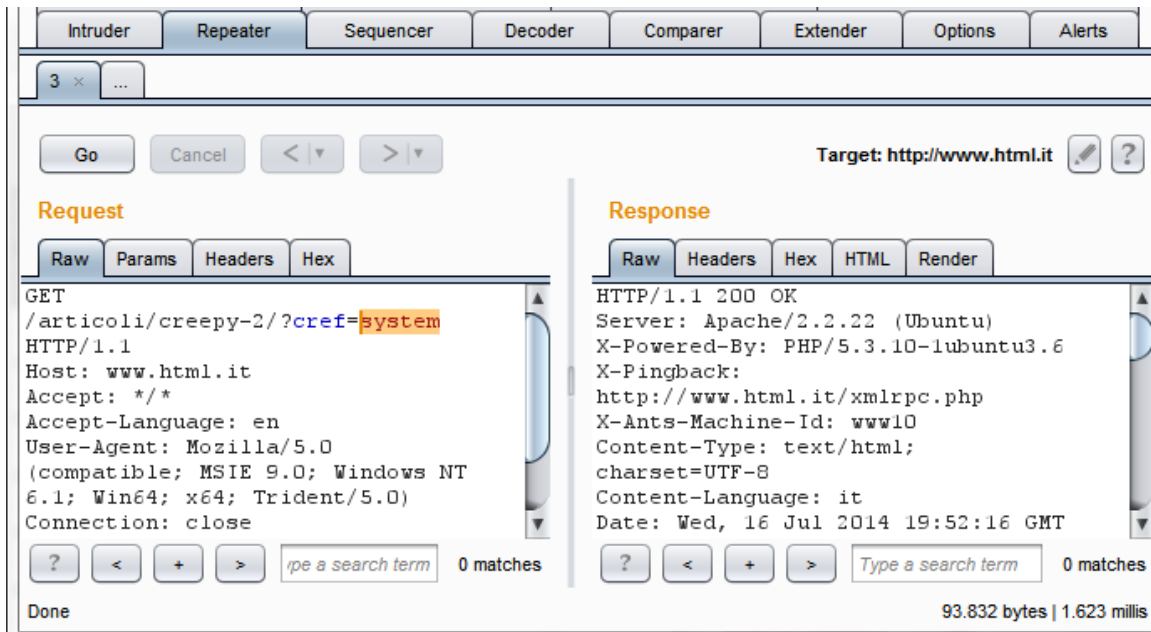 Intruder Repeater Sequencer Decoder Comparer Extender Options Alerts
3 × ...
Go Cancel < > Target: http://www.html.it ?
Request
Raw Params Headers Hex
GET
/articoli/creepy-2/?cref=system
HTTP/1.1
Host: www.html.it
Accept: */*
Accept-Language: en
User-Agent: Mozilla/5.0
(compatible; MSIE 9.0; Windows NT
6.1; Win64; x64; Trident/5.0)
Connection: close
? < + > pe a search term 0 matches
Response
Raw Headers Hex HTML Render
HTTP/1.1 200 OK
Server: Apache/2.2.22 (Ubuntu)
X-Powered-By: PHP/5.3.10-1ubuntu3.6
X-Pingback:
http://www.html.it/xmlrpc.php
X-Ants-Machine-Id: www10
Content-Type: text/html;
charset=UTF-8
Content-Language: it
Date: Wed, 16 Jul 2014 19:52:16 GMT
? < + > Type a search term 0 matches
Done 93.832 bytes | 1.623 millis